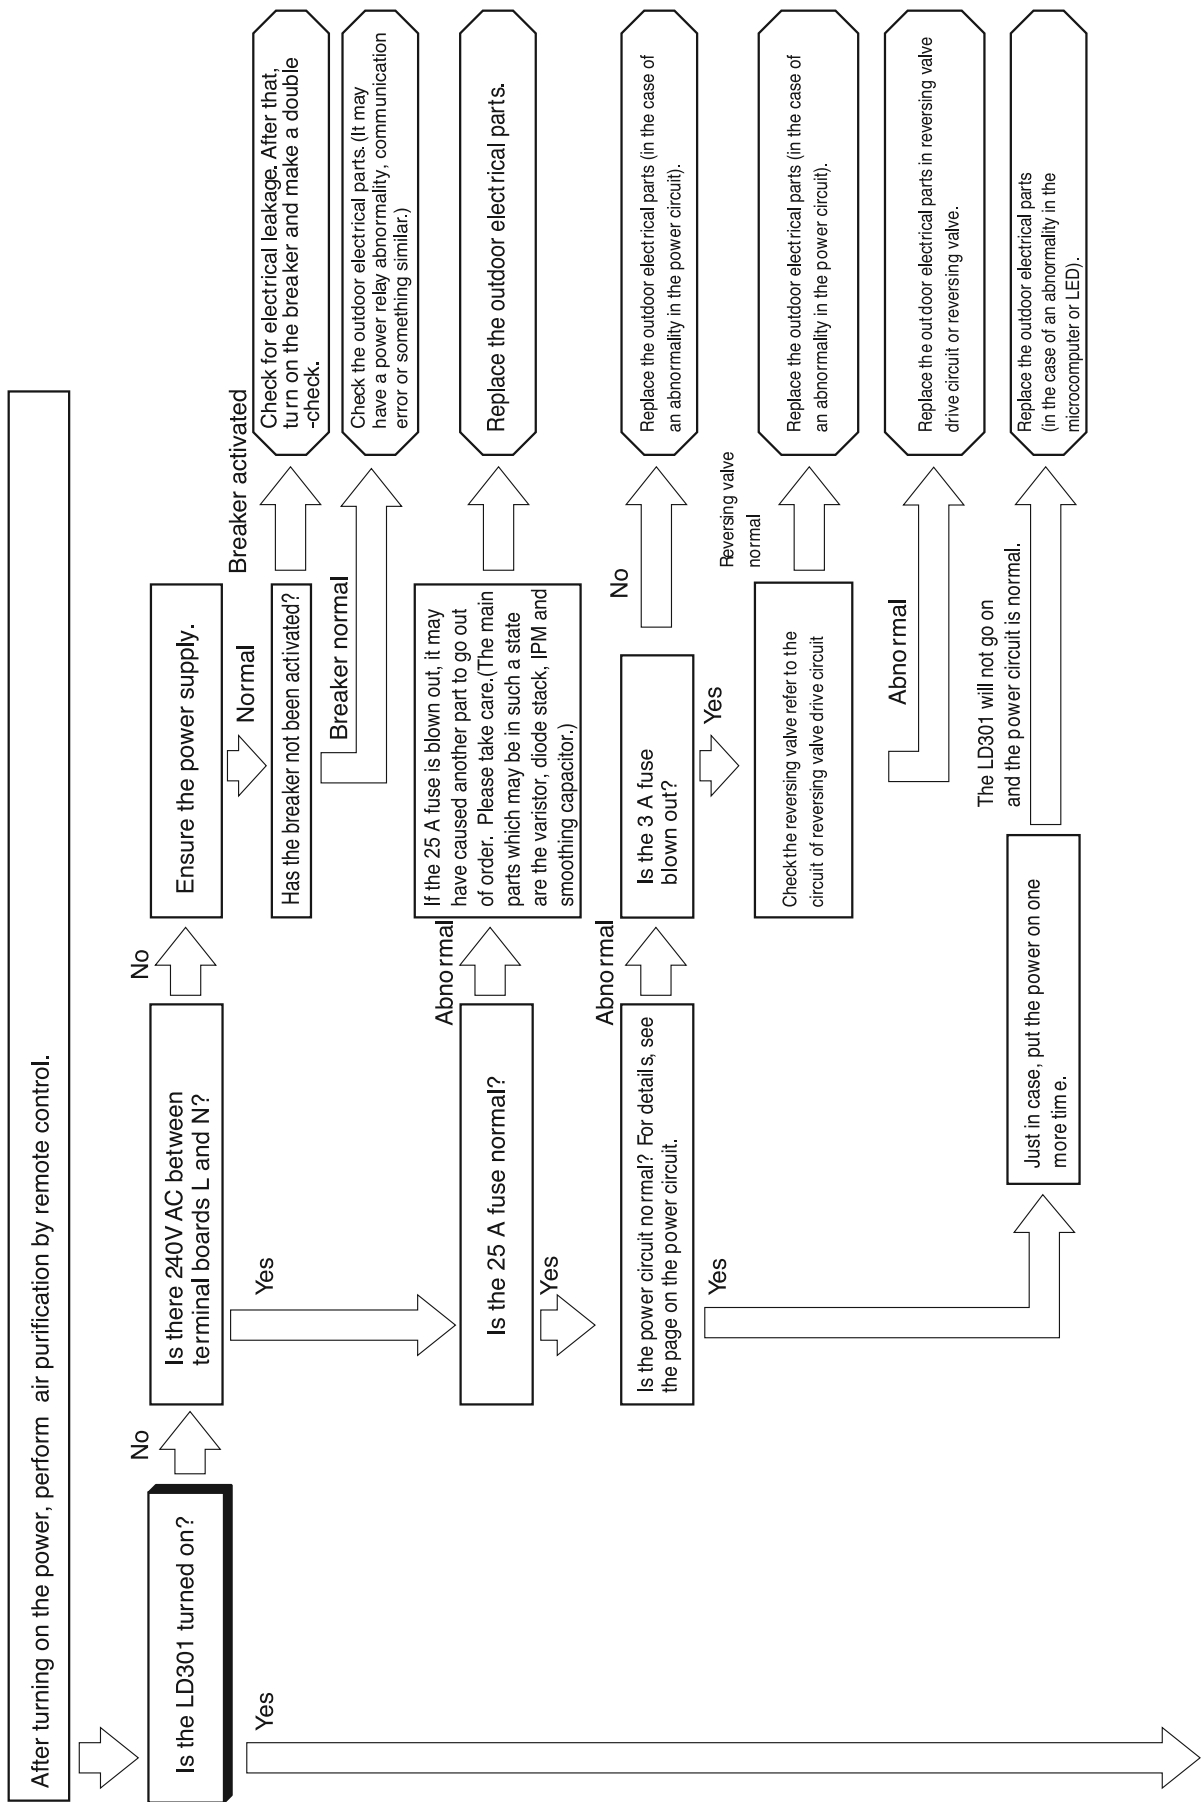 After turning on the power, perform air purification by remote control.
Is the LD301 turned on?
No
Yes
Is there 240V AC between
terminal boards L and N?
No
Yes
Ensure the power supply.
Normal
Has the breaker not been activated?
Breaker activated
Check for electrical leakage. After that,
turn on the breaker and make a double
-check.
Breaker normal
Check the outdoor electrical parts. (It may
have a power relay abnormality, communication
error or something similar.)
Is the 25 A fuse normal?
Abnormal
Yes
If the 25 A fuse is blown out, it may
have caused another part to go out
of order. Please take care.(The main
parts which may be in such a state
are the varistor, diode stack, IPM and
smoothing capacitor.)
Replace the outdoor electrical parts.
Is the power circuit normal? For details, see
the page on the power circuit.
Abnormal
Yes
Is the 3 A fuse
blown out?
No
Yes
Replace the outdoor electrical parts (in the case of
an abnormality in the power circuit).
Check the reversing valve refer to the
circuit of reversing valve drive circuit
Reversing valve
normal
Replace the outdoor electrical parts (in the case of
an abnormality in the power circuit).
Abnormal
Replace the outdoor electrical parts in reversing valve
drive circuit or reversing valve.
Just in case, put the power on one
more time.
The LD301 will not go on
and the power circuit is normal.
Replace the outdoor electrical parts
(in the case of an abnormality in the
microcomputer or LED).